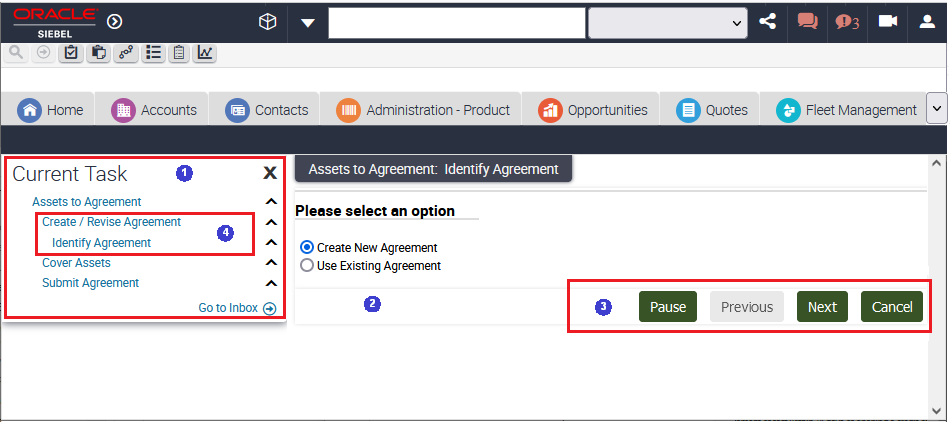 ORACLE
SIEBEL
3
Home
Accounts
Contacts
Administration - Product
Opportunities
Quotes
Fleet Management
Current Task
1
X
Assets to Agreement
Create / Revise Agreement
4
Identify Agreement
Cover Assets
Submit Agreement
Go to Inbox
Assets to Agreement: Identify Agreement
Please select an option
Create New Agreement
Use Existing Agreement
2
3
Pause
Previous
Next
Cancel